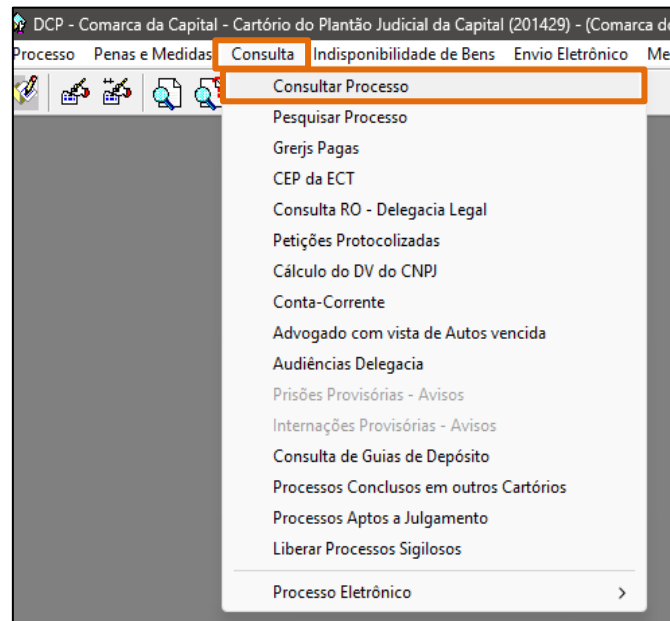 DCP - Comarca da Capital - Cartório do Plantão Judicial da Capital (201429) - (Comarca d
Processo Penas e Medidas Consulta Indisponibilidade de Bens Envio Eletrônico Me
Consultar Processo
Pesquisar Processo
Grerjs Pagas
CEP da ECT
Consulta RO - Delegacia Legal
Petições Protocolizadas
Cálculo do DV do CNPJ
Conta-Corrente
Advogado com vista de Autos vencida
Audiências Delegacia
Prisões Provisórias - Avisos
Internações Provisórias - Avisos
Consulta de Guias de Depósito
Processos Conclusos em outros Cartórios
Processos Aptos a Julgamento
Liberar Processos Sigilosos
Processo Eletrônico